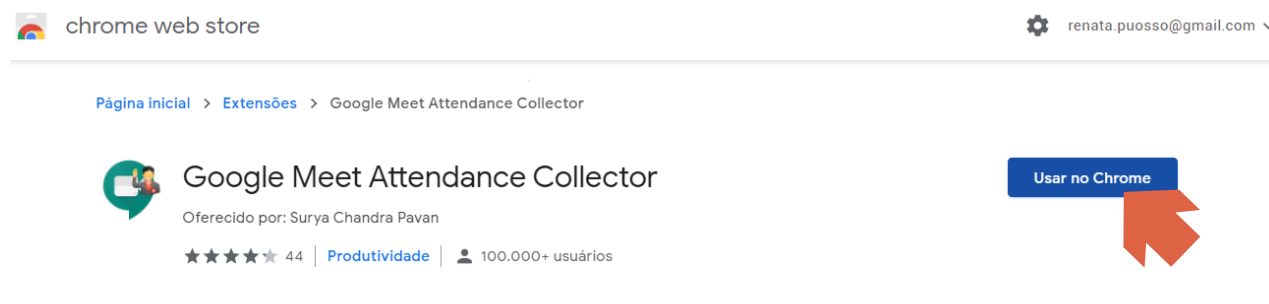 chrome web store
renata.puosso@gmail.com
Página inicial > Extensões > Google Meet Attendance Collector
Google Meet Attendance Collector
Usar no Chrome
Oferecido por: Surya Chandra Pavan
44 | Produtividade | 100.000+ usuários